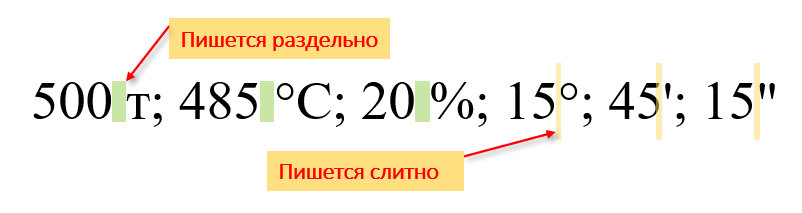 Пишется раздельно
500 т; 485 °С; 20 %; 15°; 45'; 15"
Пишется слитно